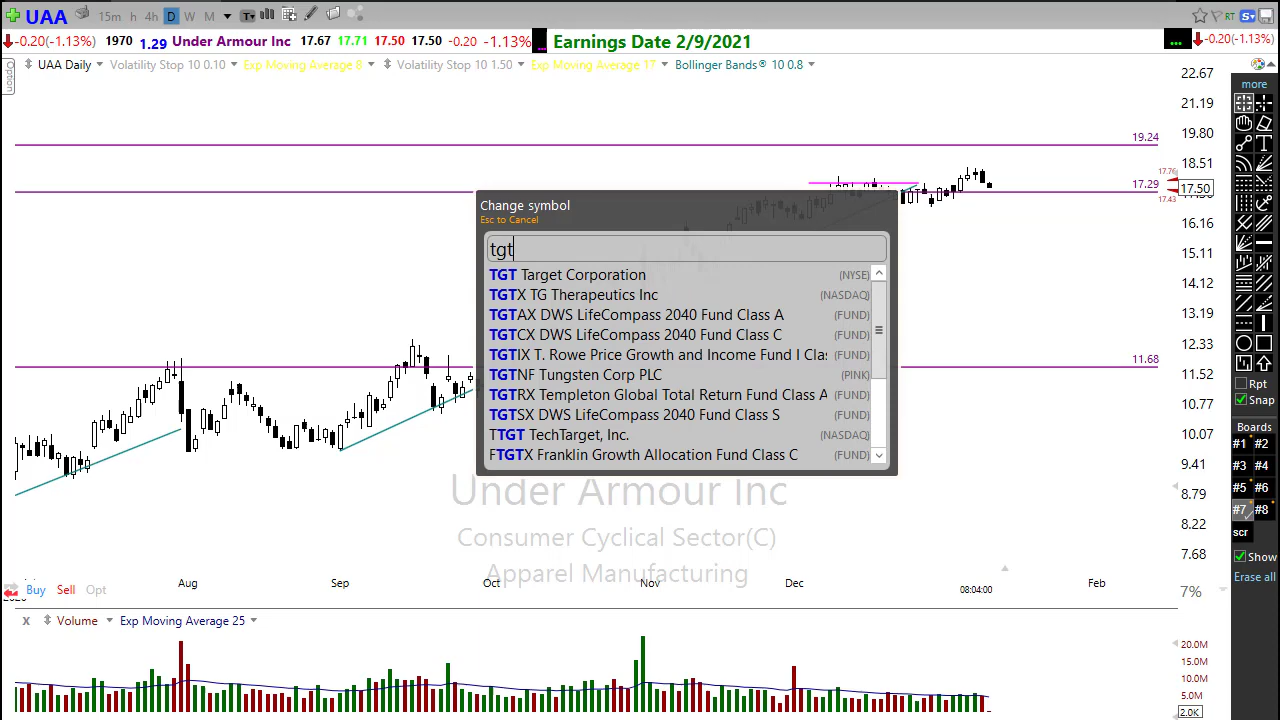 UAA 15m h 4h D W M T RT S
-0.20 (-1.13%) 1970 1.29 Under Armour Inc 17.67 17.71 17.50 17.50 -0.20 -1.13% ... Earnings Date 2/9/2021 ... -0.20 (-1.13%)
Option
UAA Daily Volatility Stop 10 0.10 Exp Moving Average 8 Volatility Stop 10 1.50 Exp Moving Average 17 Bollinger Bands® 10 0.8
22.67
more
21.19
19.80
19.24
18.51
17.76
17.29
17.50
17.43
16.16
15.11
14.12
13.19
12.33
11.68
11.52
10.77
10.07
9.41
8.79
8.22
7.68
Change symbol
Esc to Cancel
tgt
TGT Target Corporation (NYSE)
TGTX TG Therapeutics Inc (NASDAQ)
TGTAX DWS LifeCompass 2040 Fund Class A (FUND)
TGTCX DWS LifeCompass 2040 Fund Class C (FUND)
TGTIX T. Rowe Price Growth and Income Fund I Clas (FUND)
TGTNF Tungsten Corp PLC (PINK)
TGTRX Templeton Global Total Return Fund Class A (FUND)
TGTSX DWS LifeCompass 2040 Fund Class S (FUND)
TTGT TechTarget, Inc. (NASDAQ)
FTGTX Franklin Growth Allocation Fund Class C (FUND)
Under Armour Inc
Consumer Cyclical Sector(C)
Apparel Manufacturing
T
Rpt
Snap
Boards
#1 #2
#3 #4
#5 #6
#7 #8
scr
Show
Erase all
Aug Sep Oct Nov Dec Feb
Buy Sell Opt 08:04:00 7%
x Volume Exp Moving Average 25
20.0M
15.0M
10.0M
5.0M
2.0K